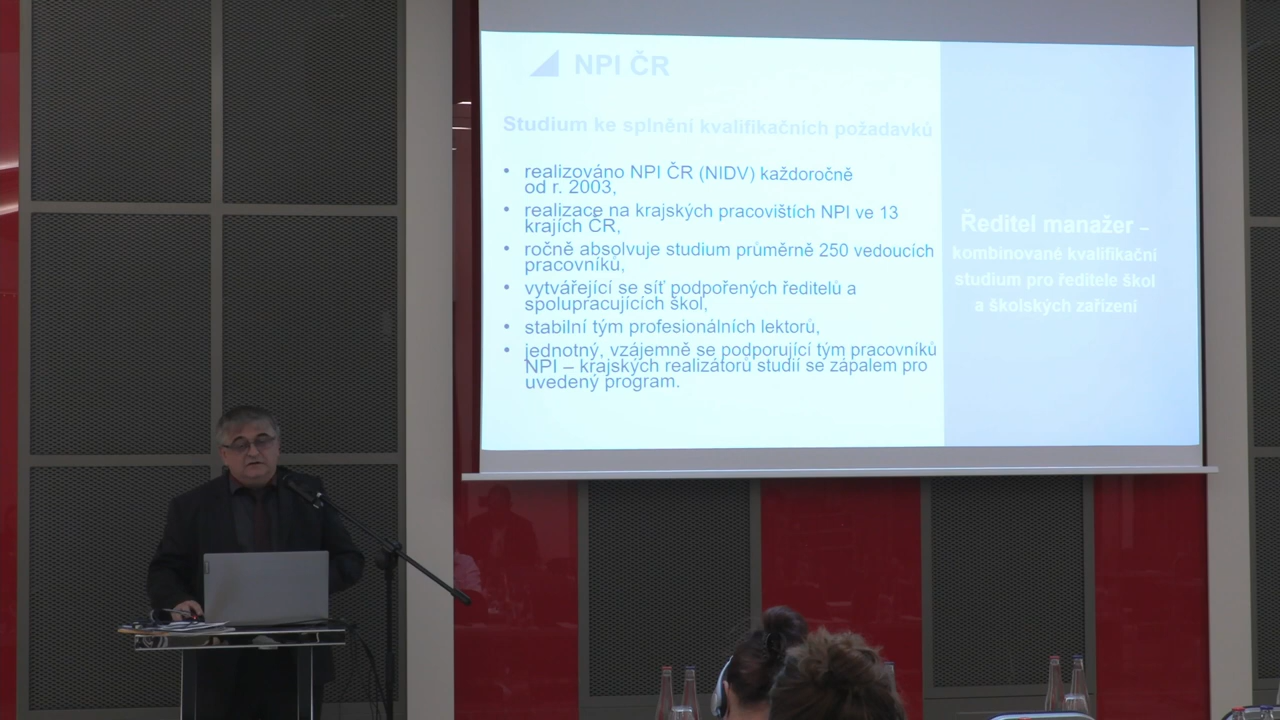 NPI ČR
Studium ke splnění kvalifikačních požadavků
• realizováno NPI ČR (NIDV) každoročně
od r. 2003,
• realizace na krajských pracovištích NPI ve 13
krajích ČR,
• ročně absolvuje studium průměrně 250 vedoucích
pracovníků,
• vytvářející se síť podpořených ředitelů a
spolupracujících škol,
• stabilní tým profesionálních lektorů,
• jednotný, vzájemně se podporující tým pracovníků
NPI – krajských realizátorů studií se zápalem pro
uvedený program.
Ředitel manažer –
kombinované kvalifikační
studium pro ředitele škol
a školských zařízení